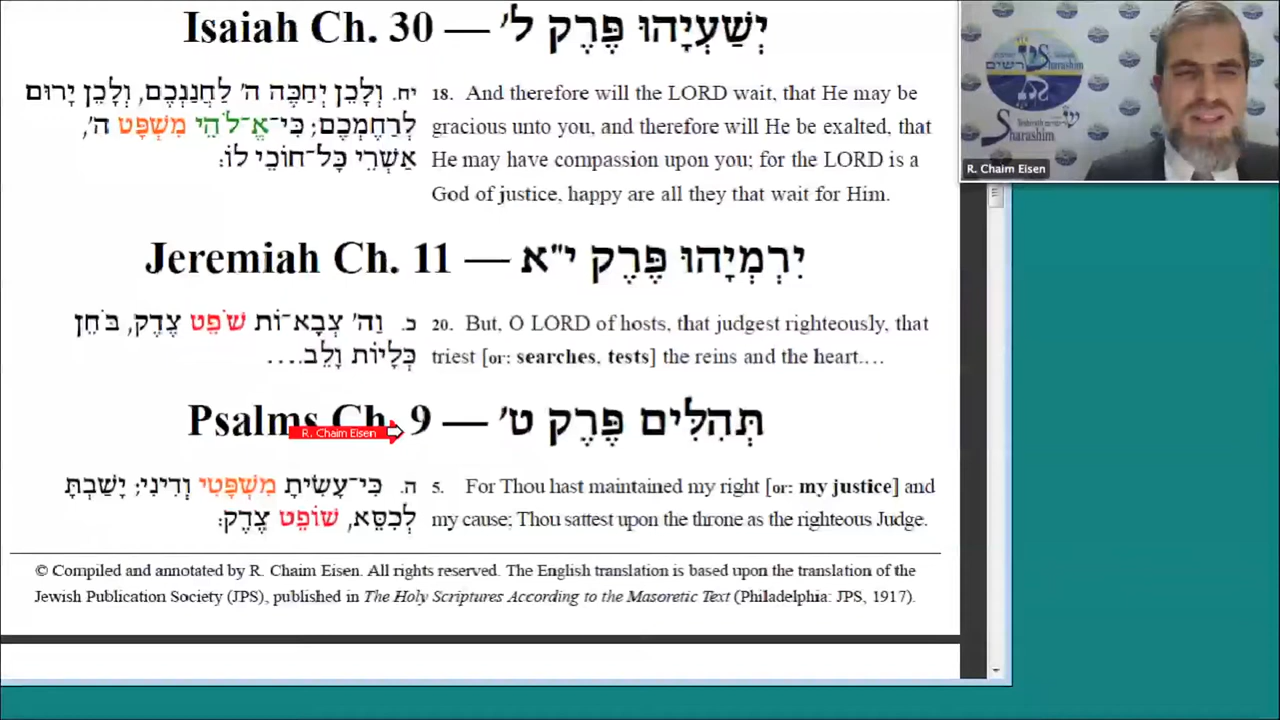 Isaiah Ch. 30 — יְשַׁעְיָהוּ פֶּרֶק ל׳
יח. וְלָכֵן יְחַכֶּה ה׳ לַחֲנַנְכֶם, וְלָכֵן יָרוּם
לְרַחֶמְכֶם; כִּי־אֱ־לֹהֵי מִשְׁפָּט ה׳,
אַשְׁרֵי כָּל־חוֹכֵי לוֹ:
18. And therefore will the LORD wait, that He may be
gracious unto you, and therefore will He be exalted, that
He may have compassion upon you; for the LORD is a
God of justice, happy are all they that wait for Him.
Jeremiah Ch. 11 — יִרְמְיָהוּ פֶּרֶק י״א
כ. וַה׳ צְבָא־וֹת שֹׁפֵט צֶדֶק, בֹּחֵן
כְּלָיוֹת וָלֵב....
20. But, O LORD of hosts, that judgest righteously, that
triest [or: searches, tests] the reins and the heart....
Psalms Ch. 9 — תְּהִלִּים פֶּרֶק ט׳
R. Chaim Eisen
ה. כִּי־עָשִׂיתָ מִשְׁפָּטִי וְדִינִי; יָשַׁבְתָּ
לְכִסֵּא, שׁוֹפֵט צֶדֶק:
5. For Thou hast maintained my right [or: my justice] and
my cause; Thou sattest upon the throne as the righteous Judge.
© Compiled and annotated by R. Chaim Eisen. All rights reserved. The English translation is based upon the translation of the
Jewish Publication Society (JPS), published in The Holy Scriptures According to the Masoretic Text (Philadelphia: JPS, 1917).
שרשים
Sharashim
Sharashim
R. Chaim Eisen